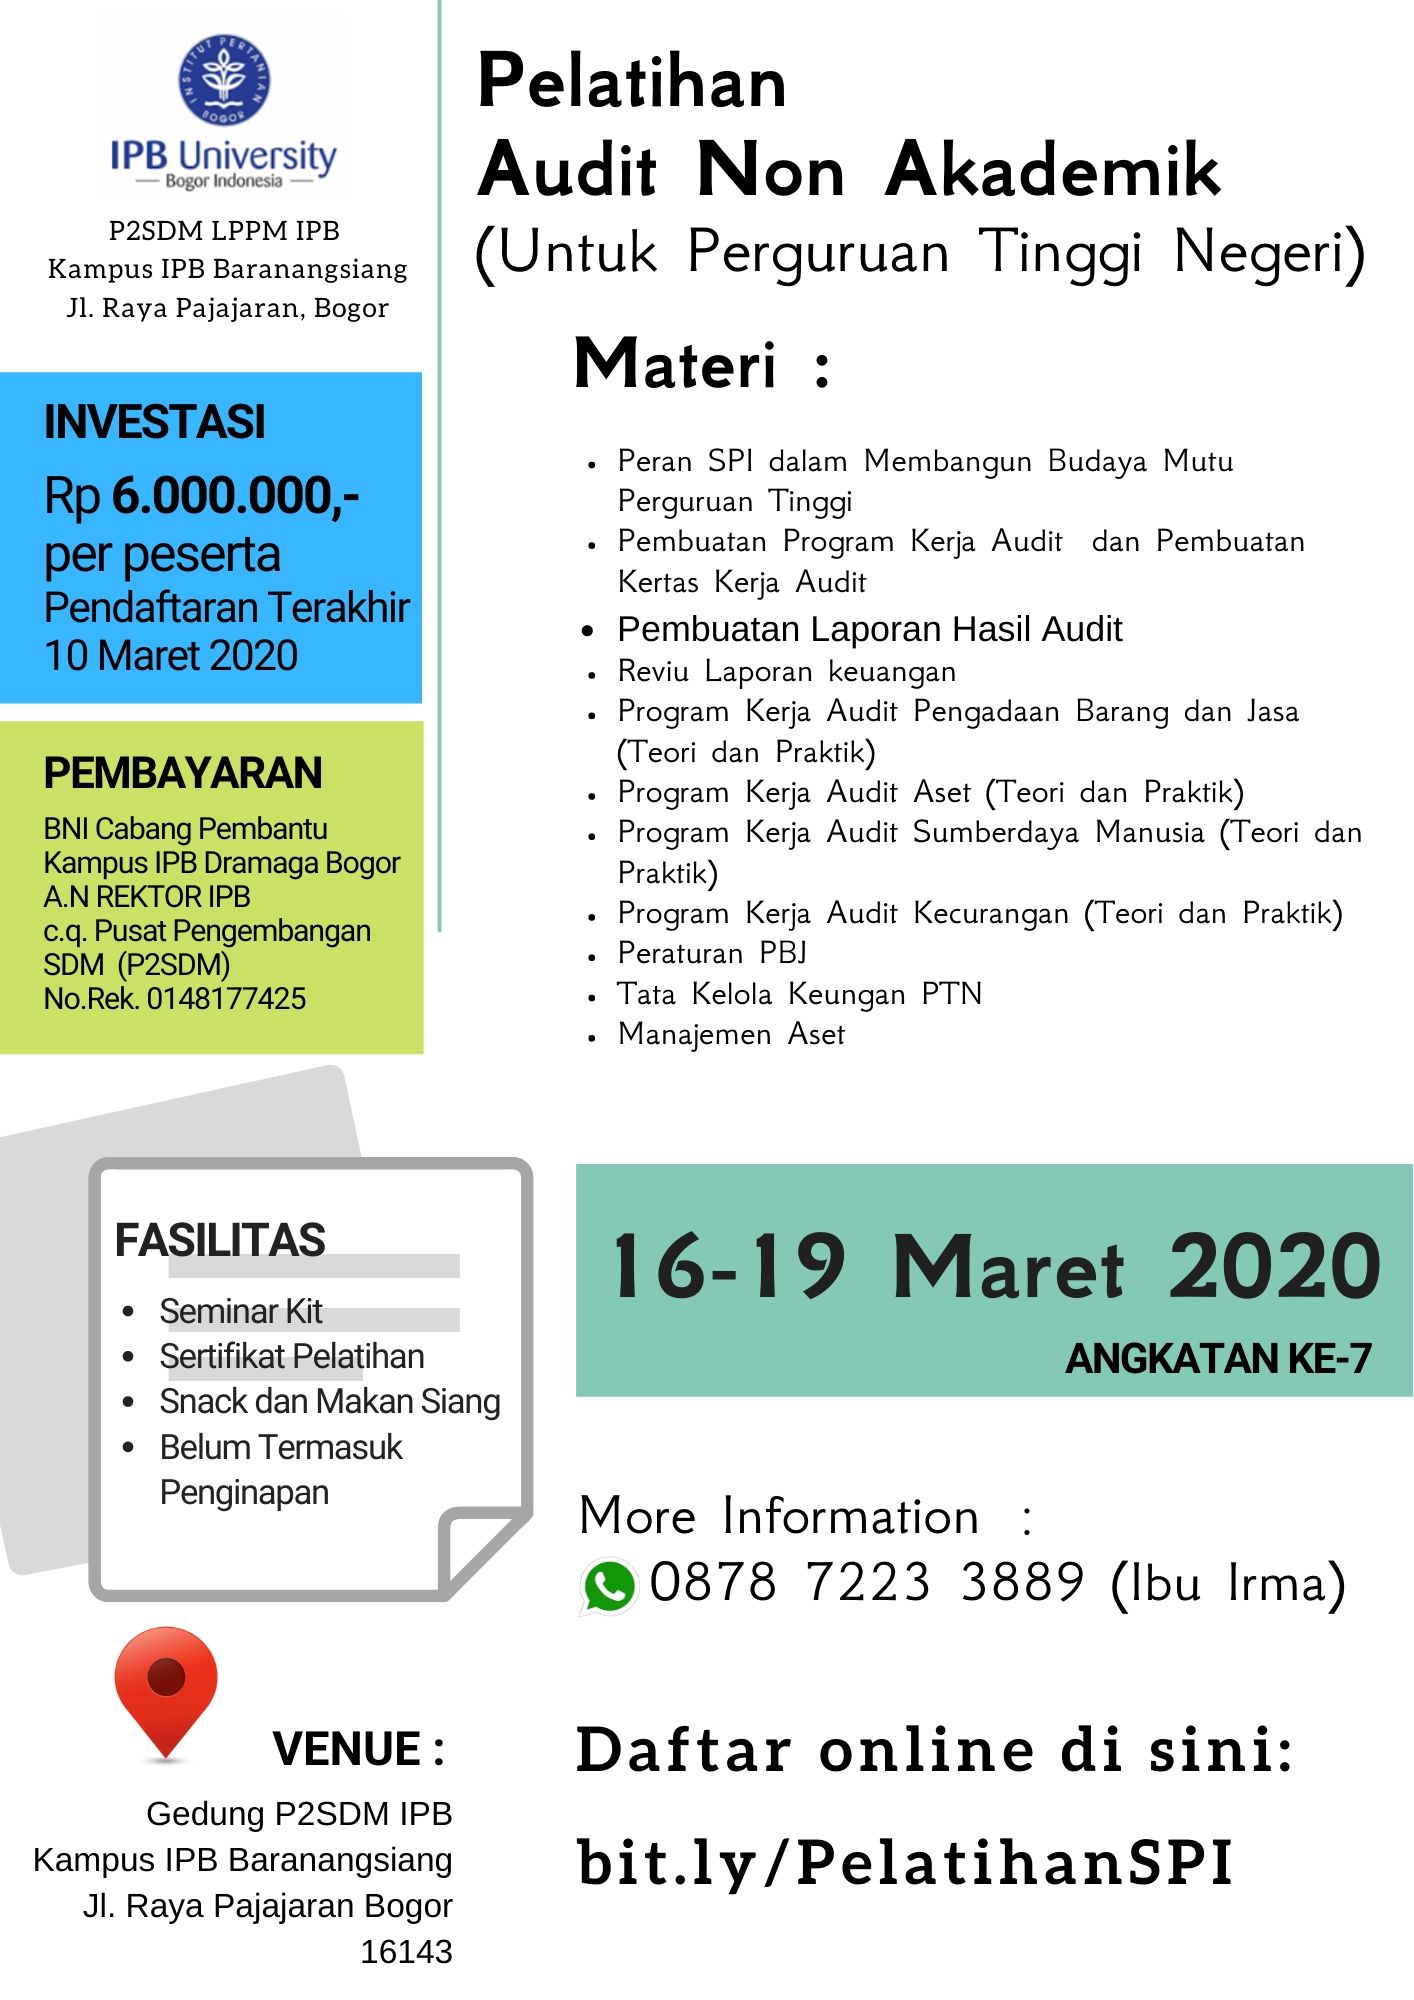 INSTITUT PERTANIAN
BOGOR
IPB University
Bogor Indonesia
P2SDM LPPM IPB
Kampus IPB Baranangsiang
Jl. Raya Pajajaran, Bogor
INVESTASI
Rp 6.000.000,-
per peserta
Pendaftaran Terakhir
10 Maret 2020
PEMBAYARAN
BNI Cabang Pembantu
Kampus IPB Dramaga Bogor
A.N REKTOR IPB
c.q. Pusat Pengembangan
SDM (P2SDM)
No.Rek. 0148177425
Pelatihan
Audit Non Akademik
(Untuk Perguruan Tinggi Negeri)
Materi :
• Peran SPI dalam Membangun Budaya Mutu
Perguruan Tinggi
• Pembuatan Program Kerja Audit dan Pembuatan
Kertas Kerja Audit
• Pembuatan Laporan Hasil Audit
• Reviu Laporan keuangan
• Program Kerja Audit Pengadaan Barang dan Jasa
(Teori dan Praktik)
• Program Kerja Audit Aset (Teori dan Praktik)
• Program Kerja Audit Sumberdaya Manusia (Teori dan
Praktik)
• Program Kerja Audit Kecurangan (Teori dan Praktik)
• Peraturan PBJ
• Tata Kelola Keungan PTN
• Manajemen Aset
FASILITAS
• Seminar Kit
• Sertifikat Pelatihan
• Snack dan Makan Siang
• Belum Termasuk
Penginapan
16-19 Maret 2020
ANGKATAN KE-7
More Information :
0878 7223 3889 (Ibu Irma)
VENUE :
Gedung P2SDM IPB
Kampus IPB Baranangsiang
Jl. Raya Pajajaran Bogor
16143
Daftar online di sini:
bit.ly/PelatihanSPI